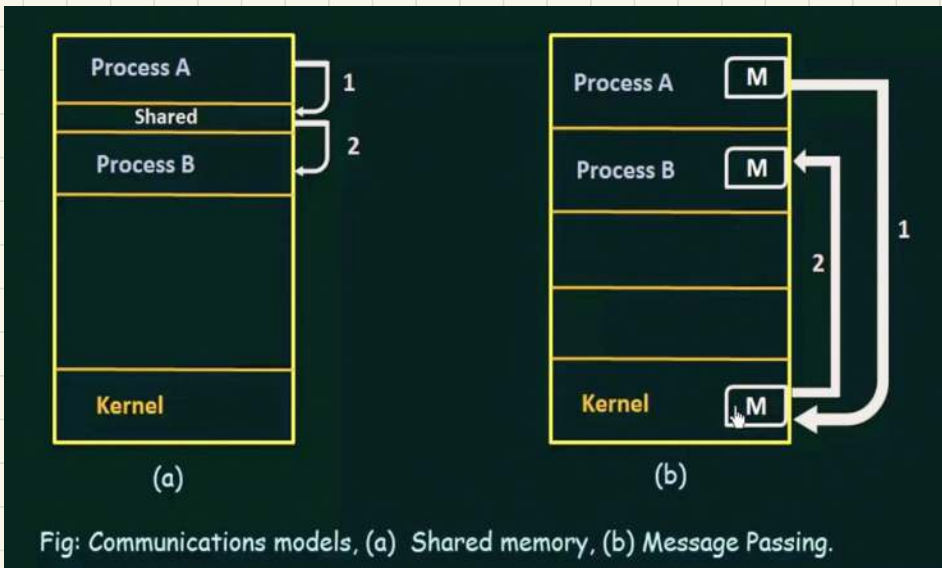 Process A
1
Shared
2
Process B
Kernel
(a)
Process A
M
Process B
M
1
2
Kernel
M
(b)
Fig: Communications models, (a) Shared memory, (b) Message Passing.